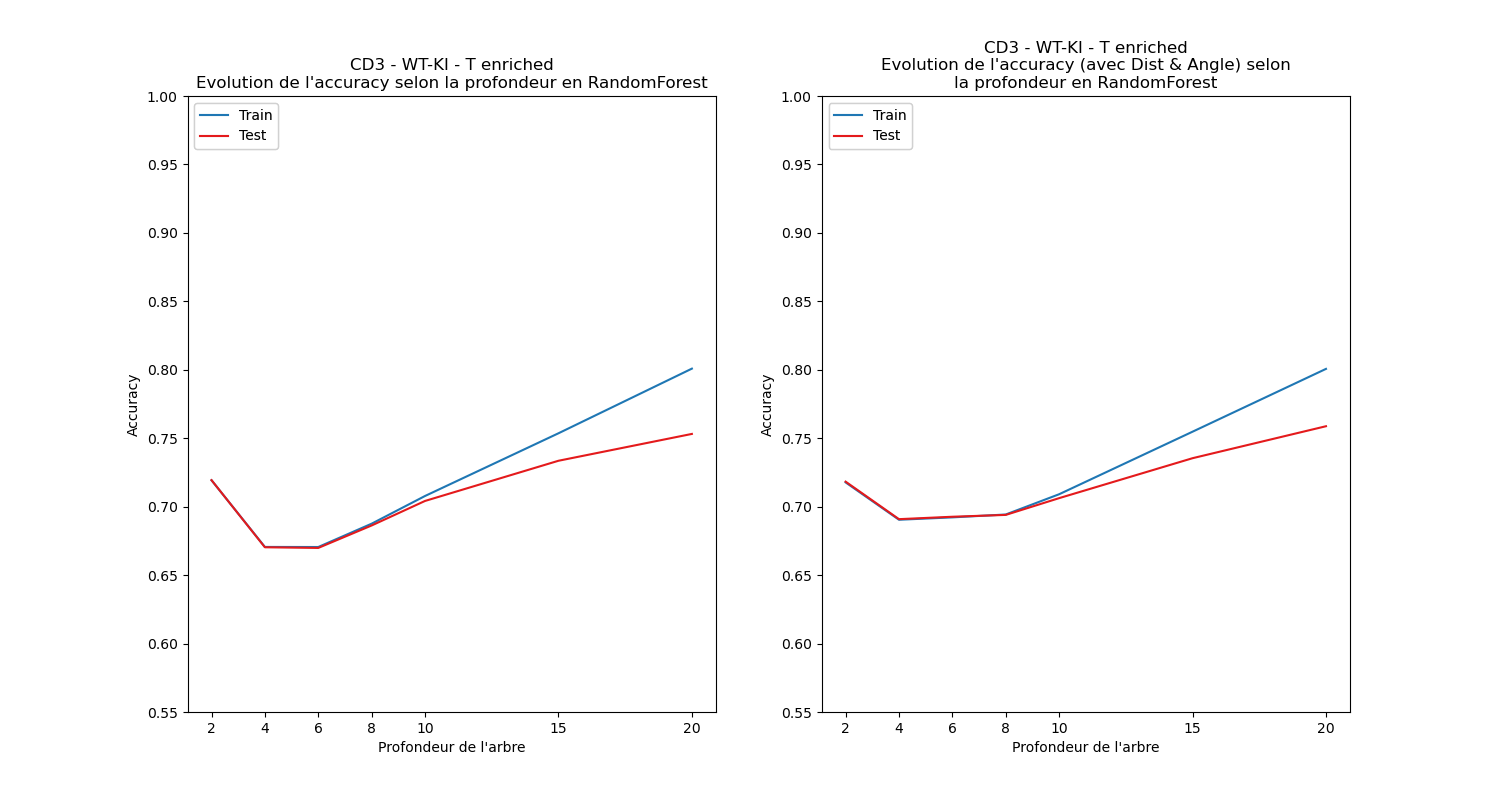 CD3 - WT-KI - T enriched
Evolution de l'accuracy selon la profondeur en RandomForest
1.00
0.95
0.90
0.85
0.80
0.75
0.70
0.65
0.60
0.55
Accuracy
Train
Test
2 4 6 8 10 15 20
Profondeur de l'arbre
CD3 - WT-KI - T enriched
Evolution de l'accuracy (avec Dist & Angle) selon
la profondeur en RandomForest
1.00
0.95
0.90
0.85
0.80
0.75
0.70
0.65
0.60
0.55
Accuracy
Train
Test
2 4 6 8 10 15 20
Profondeur de l'arbre